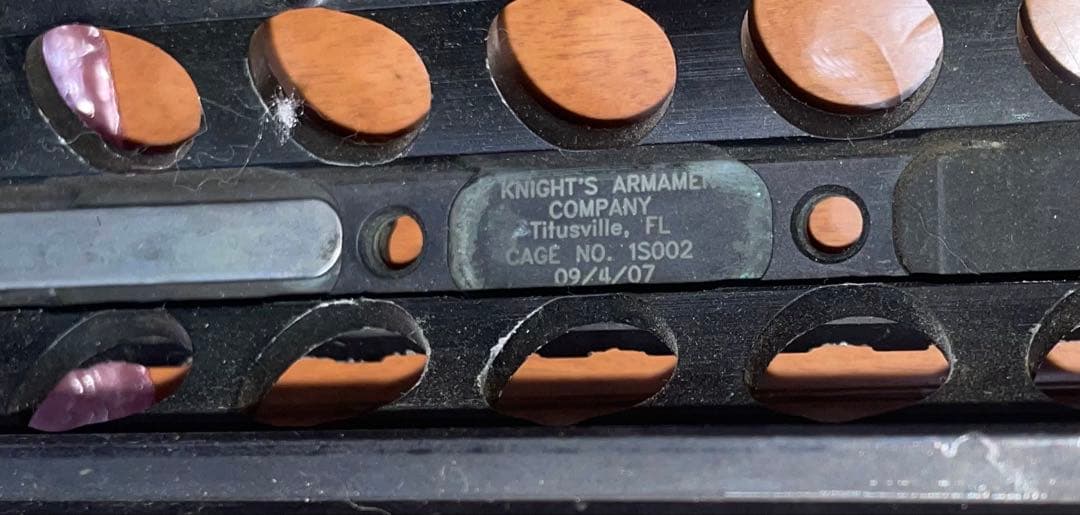 KNIGHT'S ARMAMEN
COMPANY
Titusville, FL
CAGE NO. 1S002
09/4/07